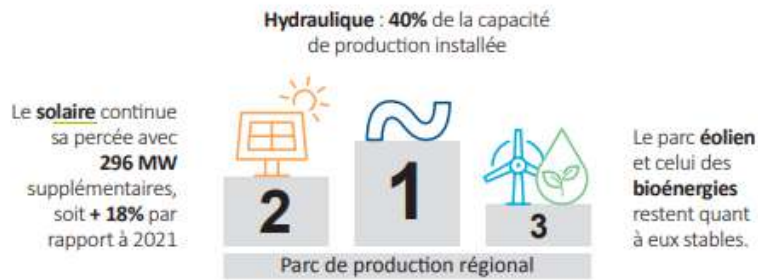 Hydraulique : 40% de la capacité
de production installée
Le solaire continue
sa percée avec
296 MW
supplémentaires,
soit + 18% par
rapport à 2021
2
1
3
Le parc éolien
et celui des
bioénergies
restent quant
à eux stables.
Parc de production régional